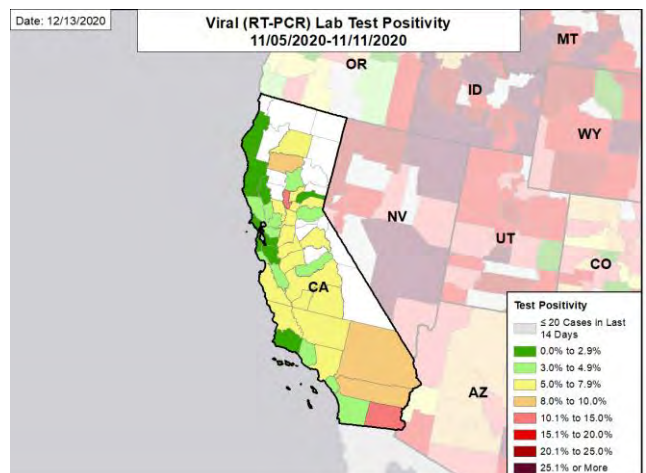 Date: 12/13/2020
Viral (RT-PCR) Lab Test Positivity
11/05/2020-11/11/2020
MT
OR
ID
WY
NV
UT
CO
CA
AZ
Test Positivity
≤ 20 Cases in Last
14 Days
0.0% to 2.9%
3.0% to 4.9%
5.0% to 7.9%
8.0% to 10.0%
10.1% to 15.0%
15.1% to 20.0%
20.1% to 25.0%
25.1% or More